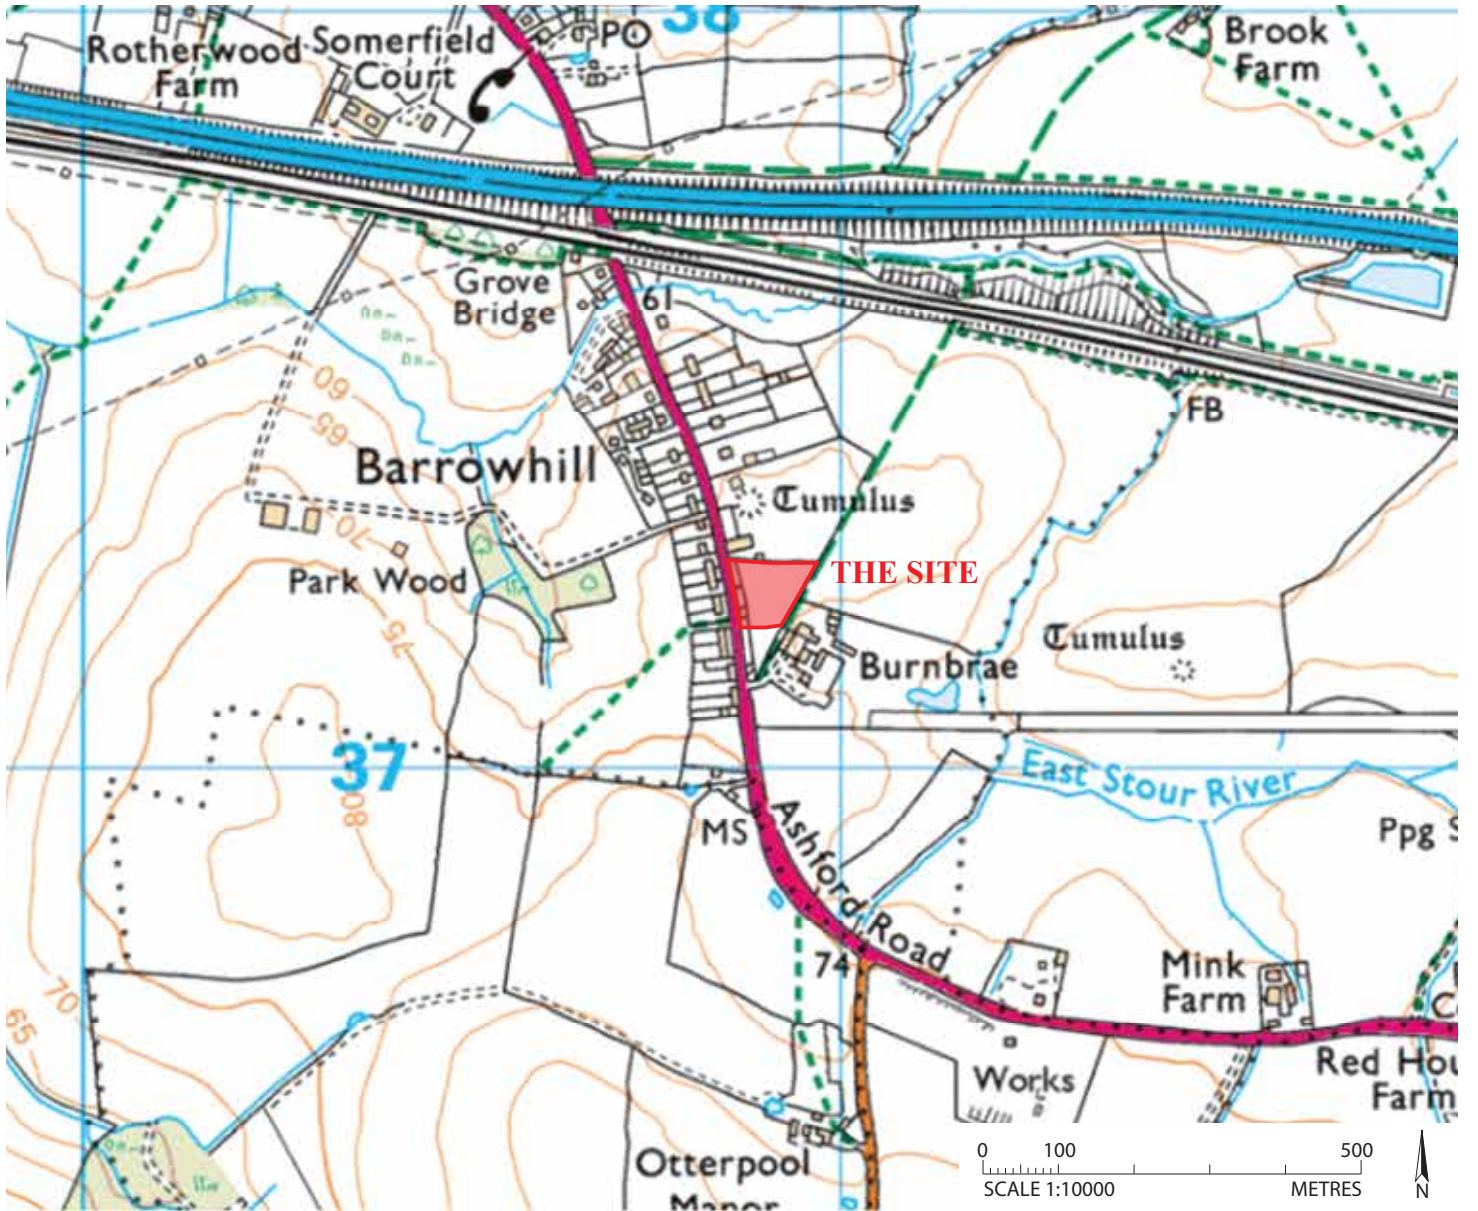 38
PO
Brook
Farm
Rotherwood
Farm
Somerfield
Court
Grove
Bridge
61
60
65
FB
Barrowhill
Tumulus
70
Park Wood
THE SITE
75
Tumulus
Burnbrae
37
80
East Stour River
MS
Ashford Road
Ppg S
74
Mink
Farm
70
65
Works
Red Hou
Farm
Otterpool
Manor
0 100 500
SCALE 1:10000 METRES
N